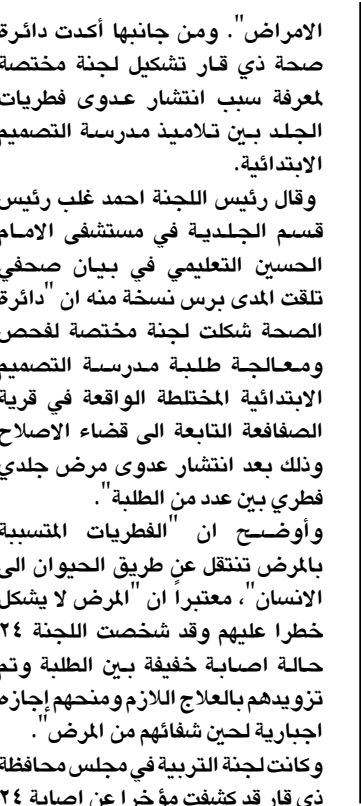 الامراض". ومن جانبها أكدت دائرة
صحة ذي قار تشكيل لجنة مختصة
لمعرفة سبب انتشار عدوى فطريات
الجلد بين تلاميذ مدرسة التصميم
الابتدائية.
وقال رئيس اللجنة احمد غلب رئيس
قسم الجلدية في مستشفى الامام
الحسين التعليمي في بيان صحفي
تلقت المدى برس نسخة منه ان "دائرة
الصحة شكلت لجنة مختصة لفحص
ومعالجة طلبة مدرسة التصميم
الابتدائية المختلطة الواقعة في قرية
الصفافعة التابعة الى قضاء الاصلاح
وذلك بعد انتشار عدوى مرض جلدي
فطري بين عدد من الطلبة".
وأوضح ان "الفطريات المتسببة
بالمرض تنتقل عن طريق الحيوان الى
الانسان"، معتبراً ان "المرض لا يشكل
خطرا عليهم وقد شخصت اللجنة ٢٤
حالة اصابة خفيفة بين الطلبة وتم
تزويدهم بالعلاج اللازم ومنحهم إجازه
اجبارية لحين شفائهم من المرض".
وكانت لجنة التربية في مجلس محافظة
ذي قار قد كشفت مؤخرا عن اصابة ٢٤